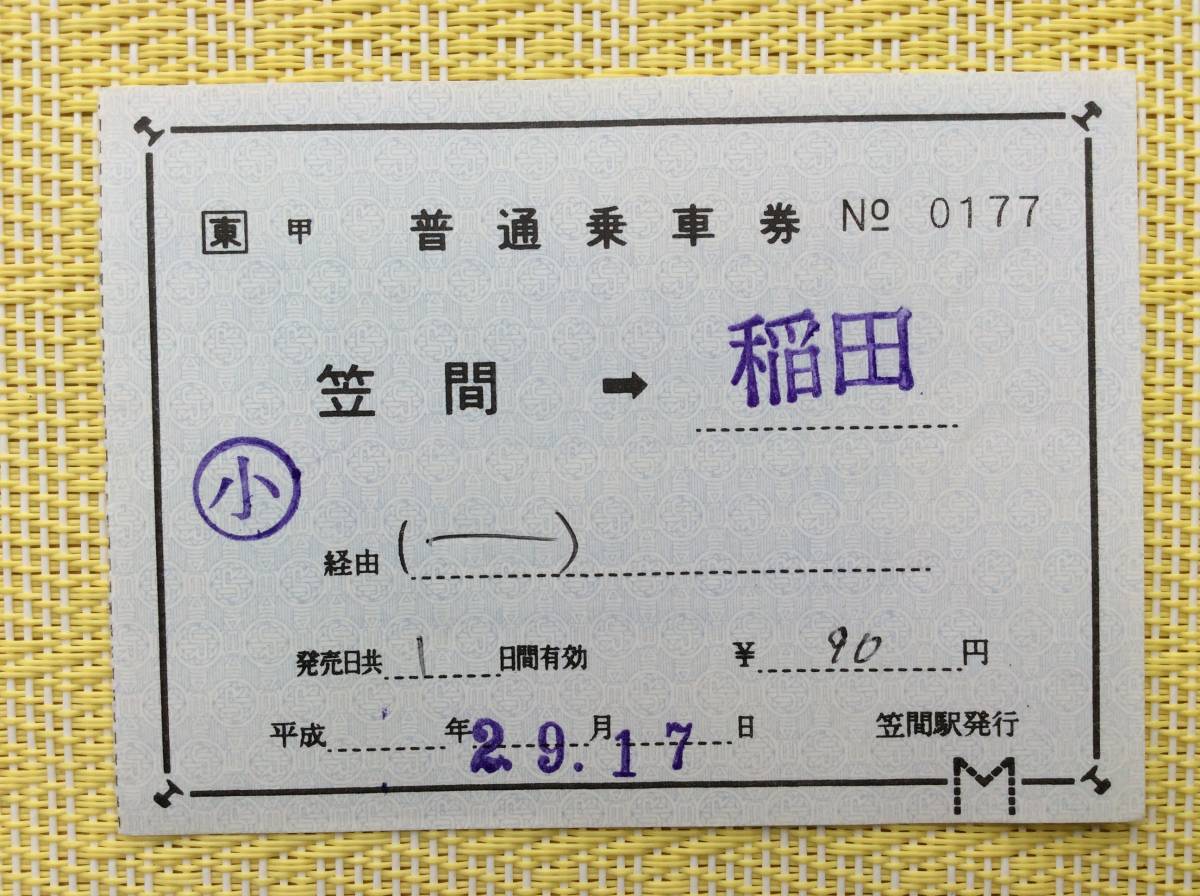 東 甲 普通乗車券 № 0177
笠間 ➡ 稲田
小
経由 (―)
発売日共 1 日間有効 ¥ 90 円
平成 年 2 9. 月 1 7 日 笠間駅発行